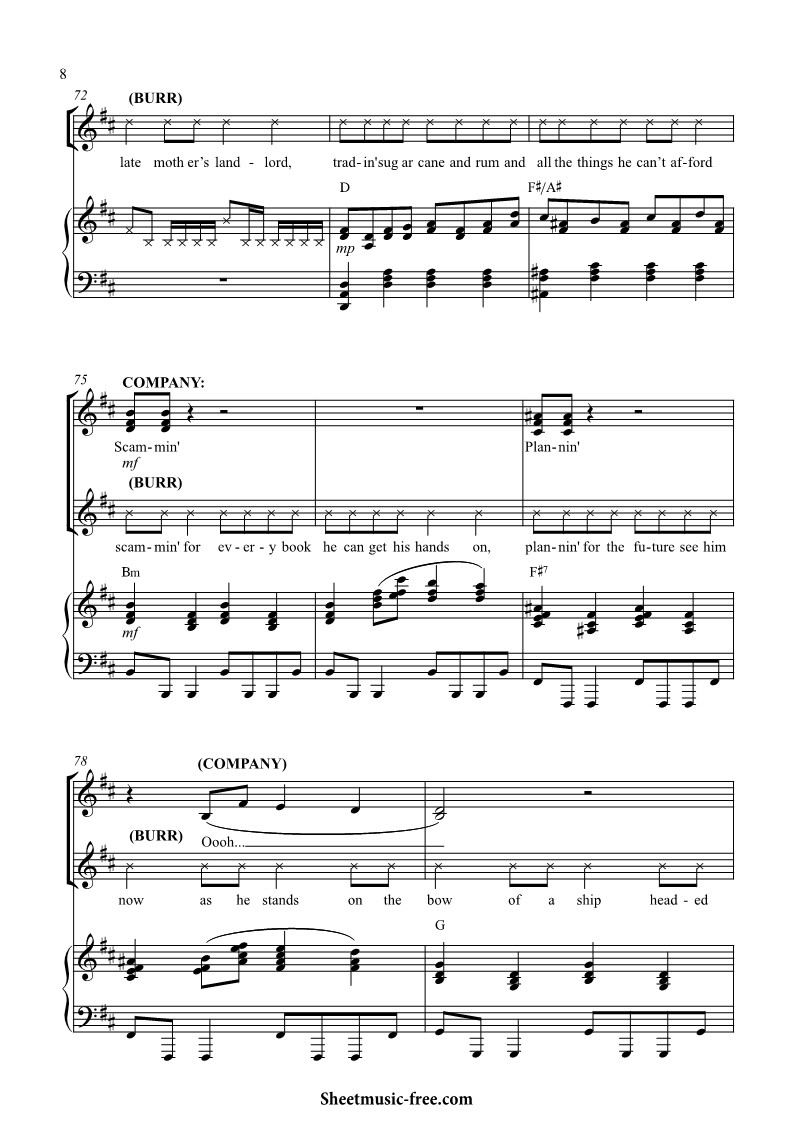 8
72
(BURR)
late moth er's land - lord, trad-in'sug ar cane and rum and all the things he can't af-ford
D F♯/A♯
mp
75
COMPANY:
Scam-min' Plan-nin'
mf
(BURR)
scam-min' for ev-er-y book he can get his hands on, plan-nin' for the fu-ture see him
Bm F♯7
mf
78
(COMPANY)
(BURR) Oooh...
now as he stands on the bow of a ship head-ed
G
Sheetmusic-free.com